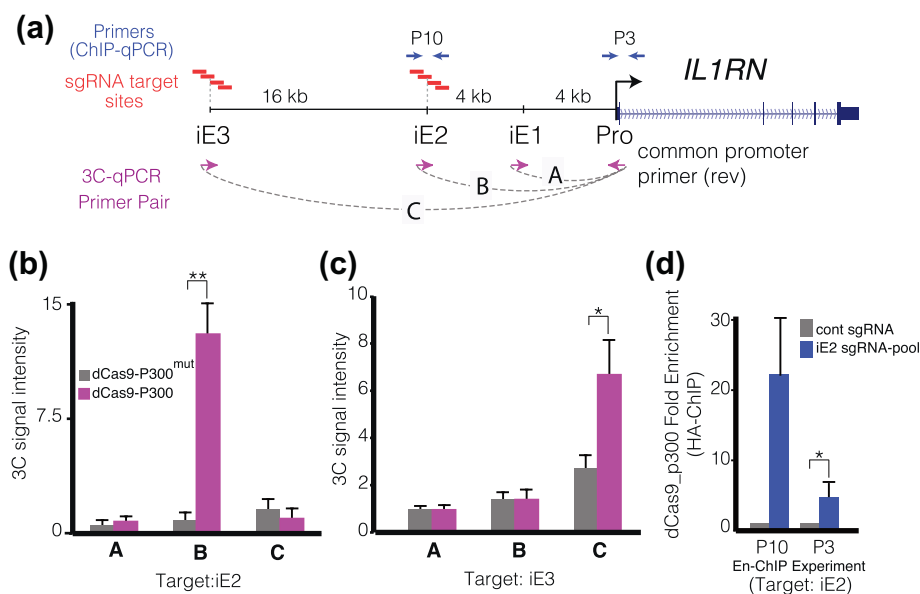 (a)
Primers
(ChIP-qPCR)
P10
P3
sgRNA target
sites
IL1RN
16 kb
4 kb
4 kb
iE3
iE2
iE1
Pro
common promoter
primer (rev)
3C-qPCR
Primer Pair
A
B
C
(b)
3C signal intensity
15
7.5
0
**
dCas9-P300mut
dCas9-P300
A
B
C
Target:iE2
(c)
3C signal intensity
10
8
6
4
2
0
*
A
B
C
Target: iE3
(d)
dCas9_p300 Fold Enrichment
(HA-ChIP)
30
20
10
0
cont sgRNA
iE2 sgRNA-pool
*
P10
P3
En-ChIP Experiment
(Target: iE2)